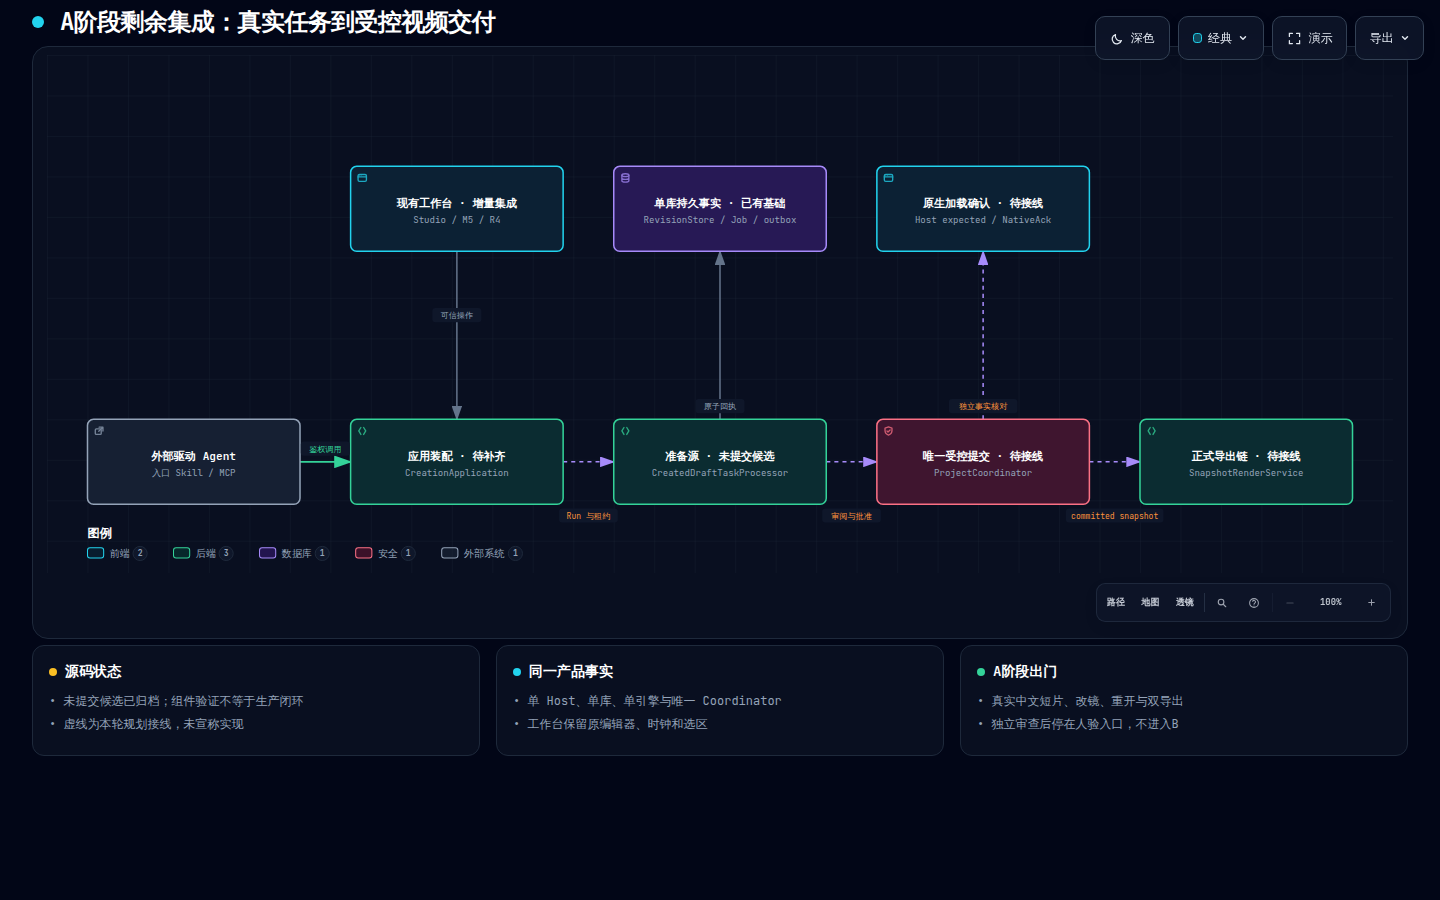 A阶段剩余集成：真实任务到受控视频交付
深色
经典
演示
导出
现有工作台 · 增量集成
Studio / M5 / R4
单库持久事实 · 已有基础
RevisionStore / Job / outbox
原生加载确认 · 待接线
Host expected / NativeAck
可信操作
原子回执
独立事实核对
外部驱动 Agent
入口 Skill / MCP
鉴权调用
应用装配 · 待补齐
CreationApplication
准备源 · 未提交候选
CreatedDraftTaskProcessor
唯一受控提交 · 待接线
ProjectCoordinator
正式导出链 · 待接线
SnapshotRenderService
Run 与租约
审阅与批准
committed snapshot
图例
前端 2
后端 3
数据库 1
安全 1
外部系统 1
路径
地图
透镜
100%
源码状态
• 未提交候选已归档；组件验证不等于生产闭环
• 虚线为本轮规划接线，未宣称实现
同一产品事实
• 单 Host、单库、单引擎与唯一 Coordinator
• 工作台保留原编辑器、时钟和选区
A阶段出门
• 真实中文短片、改镜、重开与双导出
• 独立审查后停在人验入口，不进入B